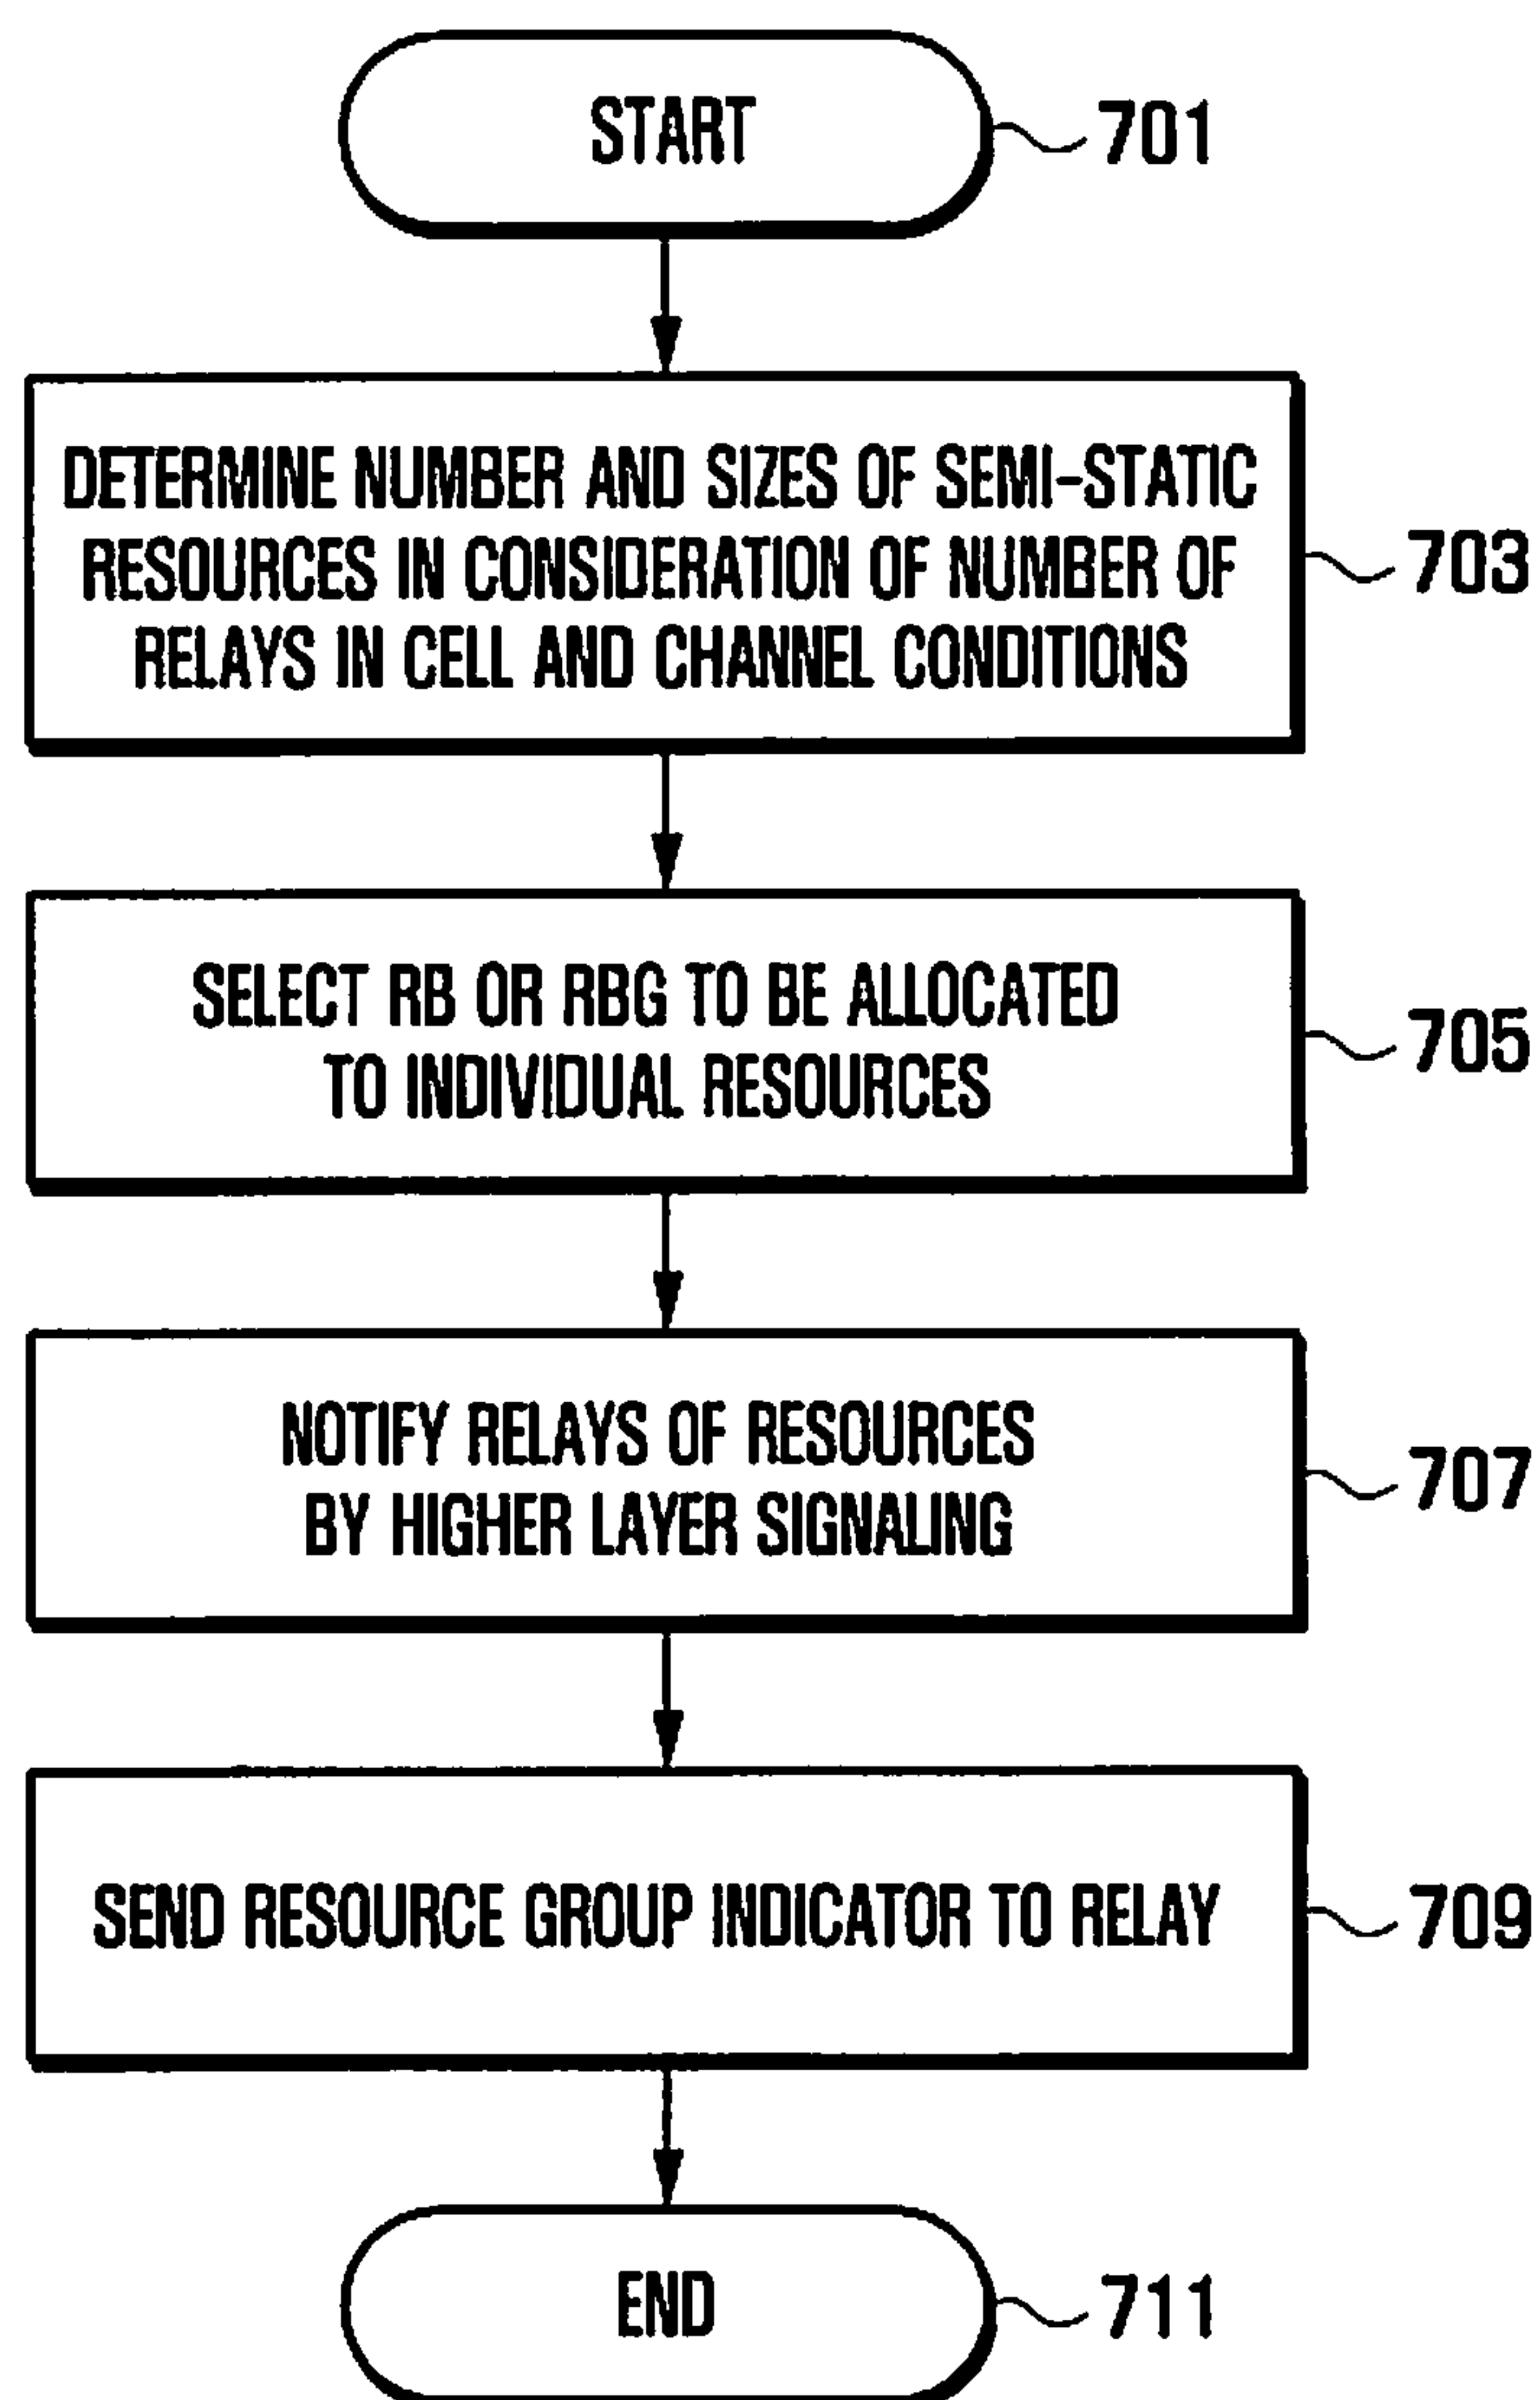 START
701
DETERMINE NUMBER AND SIZES OF SEMI-STATIC
RESOURCES IN CONSIDERATION OF NUMBER OF
RELAYS IN CELL AND CHANNEL CONDITIONS
703
SELECT RB OR RBG TO BE ALLOCATED
TO INDIVIDUAL RESOURCES
705
NOTIFY RELAYS OF RESOURCES
BY HIGHER LAYER SIGNALING
707
SEND RESOURCE GROUP INDICATOR TO RELAY
709
END
711